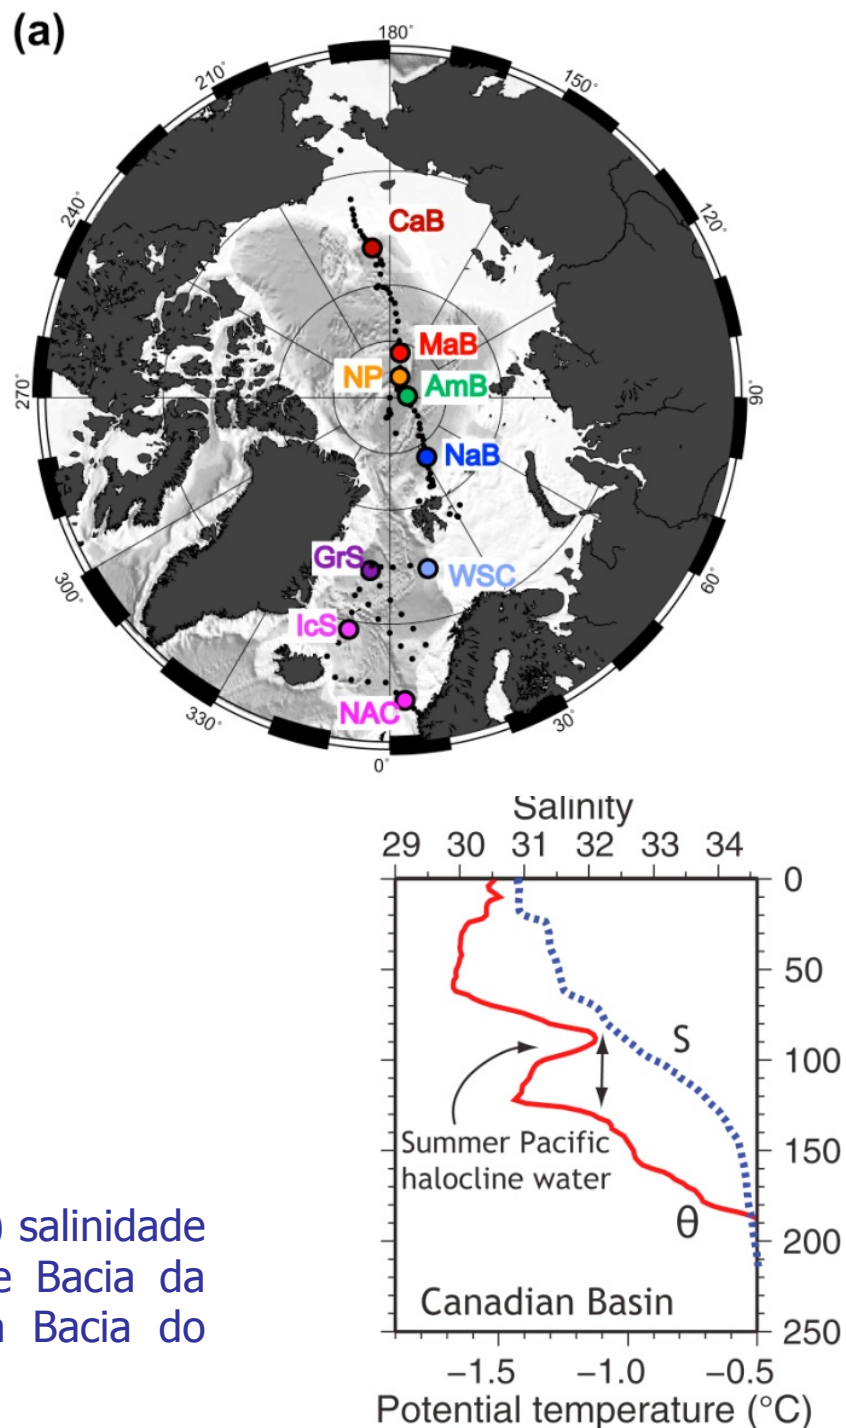 (a)
180°
210°
150°
240°
120°
CaB
MaB
NP
AmB
270°
90°
NaB
GrS
WSC
300°
60°
IcS
NAC
330°
30°
0°
Salinity
29 30 31 32 33 34
0
50
S
100
Summer Pacific
halocline water
150
θ
200
Canadian Basin
250
−1.5 −1.0 −0.5
Potential temperature (°C)
) salinidade
e Bacia da
Bacia do